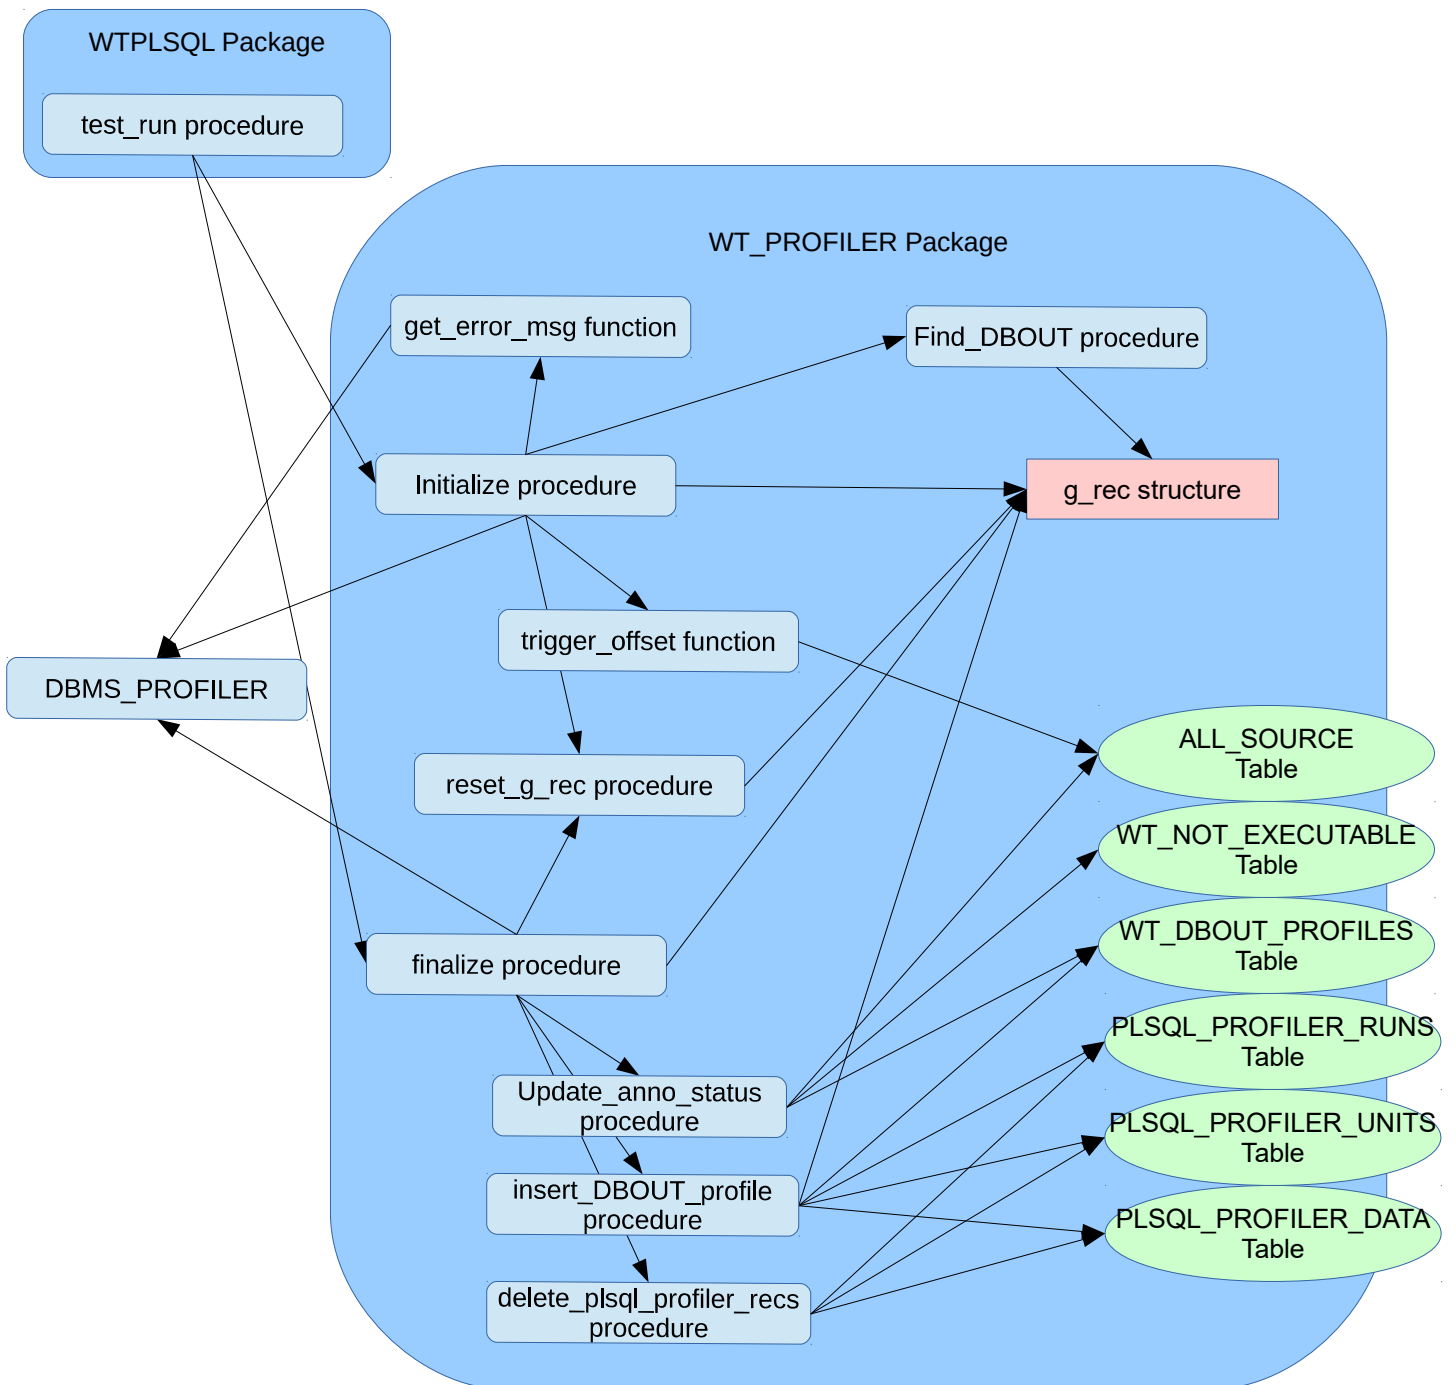 WTPLSQL Package
test_run procedure
WT_PROFILER Package
get_error_msg function
Find_DBOUT procedure
Initialize procedure
g_rec structure
trigger_offset function
DBMS_PROFILER
reset_g_rec procedure
ALL_SOURCE
Table
WT_NOT_EXECUTABLE
Table
WT_DBOUT_PROFILES
Table
finalize procedure
PLSQL_PROFILER_RUNS
Table
Update_anno_status
procedure
PLSQL_PROFILER_UNITS
Table
insert_DBOUT_profile
procedure
PLSQL_PROFILER_DATA
Table
delete_plsql_profiler_recs
procedure